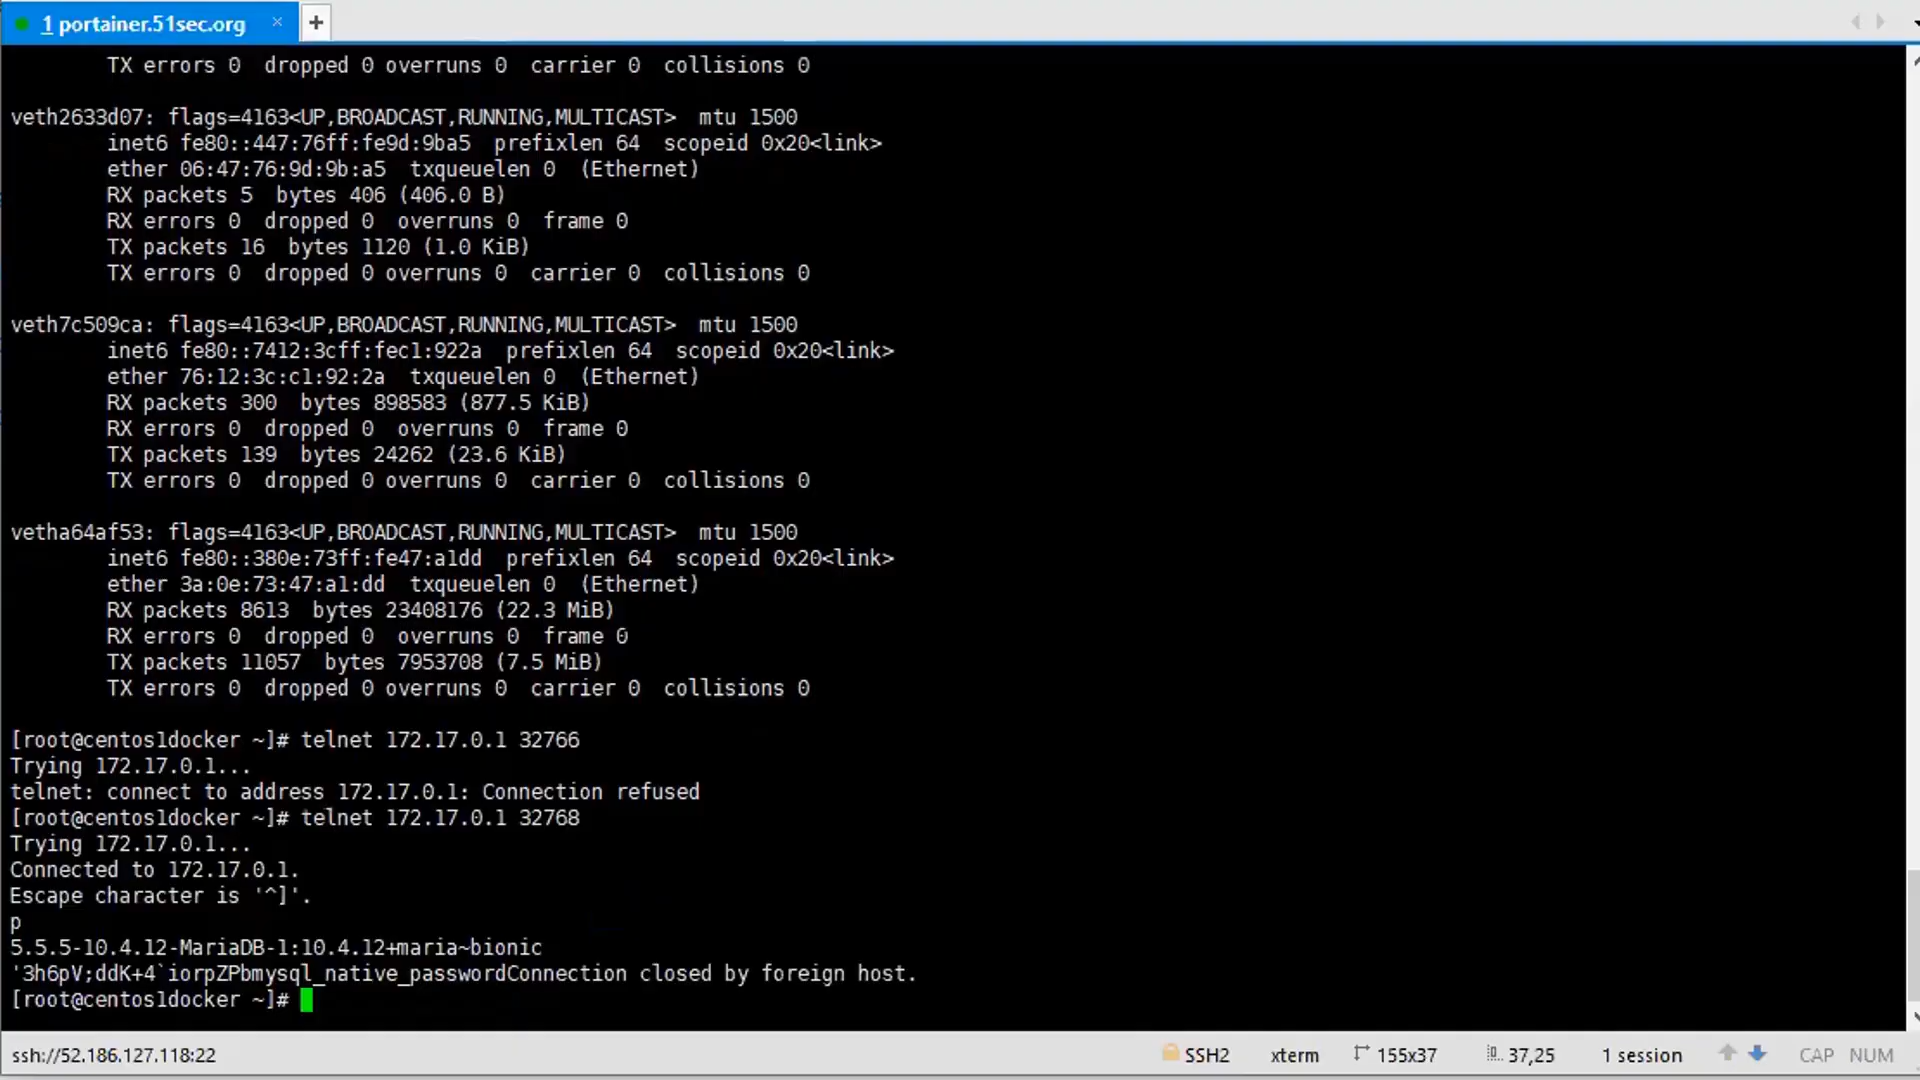 1 portainer.51sec.org × +
TX errors 0  dropped 0 overruns 0  carrier 0  collisions 0
veth2633d07: flags=4163<UP,BROADCAST,RUNNING,MULTICAST>  mtu 1500
inet6 fe80::447:76ff:fe9d:9ba5  prefixlen 64  scopeid 0x20<link>
ether 06:47:76:9d:9b:a5  txqueuelen 0  (Ethernet)
RX packets 5  bytes 406 (406.0 B)
RX errors 0  dropped 0  overruns 0  frame 0
TX packets 16  bytes 1120 (1.0 KiB)
TX errors 0  dropped 0 overruns 0  carrier 0  collisions 0
veth7c509ca: flags=4163<UP,BROADCAST,RUNNING,MULTICAST>  mtu 1500
inet6 fe80::7412:3cff:fec1:922a  prefixlen 64  scopeid 0x20<link>
ether 76:12:3c:c1:92:2a  txqueuelen 0  (Ethernet)
RX packets 300  bytes 898583 (877.5 KiB)
RX errors 0  dropped 0  overruns 0  frame 0
TX packets 139  bytes 24262 (23.6 KiB)
TX errors 0  dropped 0 overruns 0  carrier 0  collisions 0
vetha64af53: flags=4163<UP,BROADCAST,RUNNING,MULTICAST>  mtu 1500
inet6 fe80::380e:73ff:fe47:a1dd  prefixlen 64  scopeid 0x20<link>
ether 3a:0e:73:47:a1:dd  txqueuelen 0  (Ethernet)
RX packets 8613  bytes 23408176 (22.3 MiB)
RX errors 0  dropped 0  overruns 0  frame 0
TX packets 11057  bytes 7953708 (7.5 MiB)
TX errors 0  dropped 0 overruns 0  carrier 0  collisions 0
[root@centos1docker ~]# telnet 172.17.0.1 32766
Trying 172.17.0.1...
telnet: connect to address 172.17.0.1: Connection refused
[root@centos1docker ~]# telnet 172.17.0.1 32768
Trying 172.17.0.1...
Connected to 172.17.0.1.
Escape character is '^]'.
p
5.5.5-10.4.12-MariaDB-1:10.4.12+maria~bionic
'3h6pV;ddK+4`iorpZPbmysql_native_passwordConnection closed by foreign host.
[root@centos1docker ~]#
ssh://52.186.127.118:22 SSH2 xterm 155x37 37,25 1 session CAP NUM